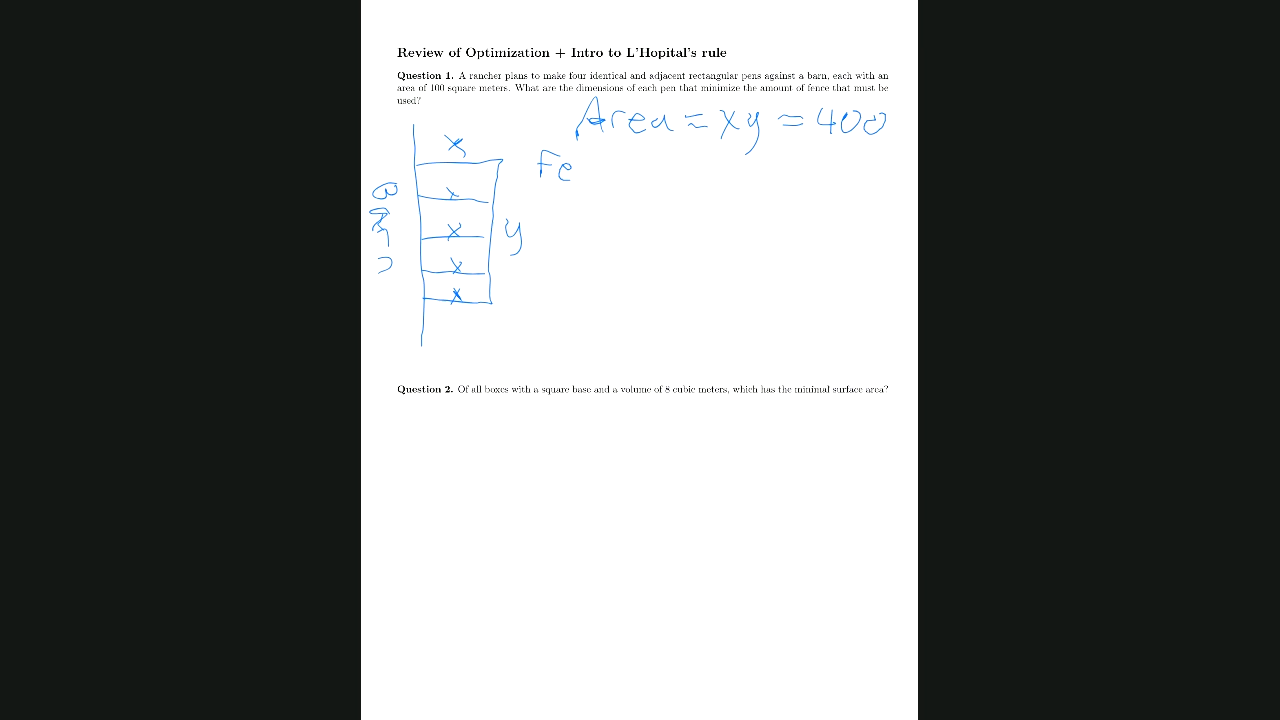 Review of Optimization + Intro to L'Hopital's rule
Question 1. A rancher plans to make four identical and adjacent rectangular pens against a barn, each with an
area of 100 square meters. What are the dimensions of each pen that minimize the amount of fence that must be
used?
Area = xy = 400
x
Fe
x
Barn
x
y
x
x
Question 2. Of all boxes with a square base and a volume of 8 cubic meters, which has the minimal surface area?